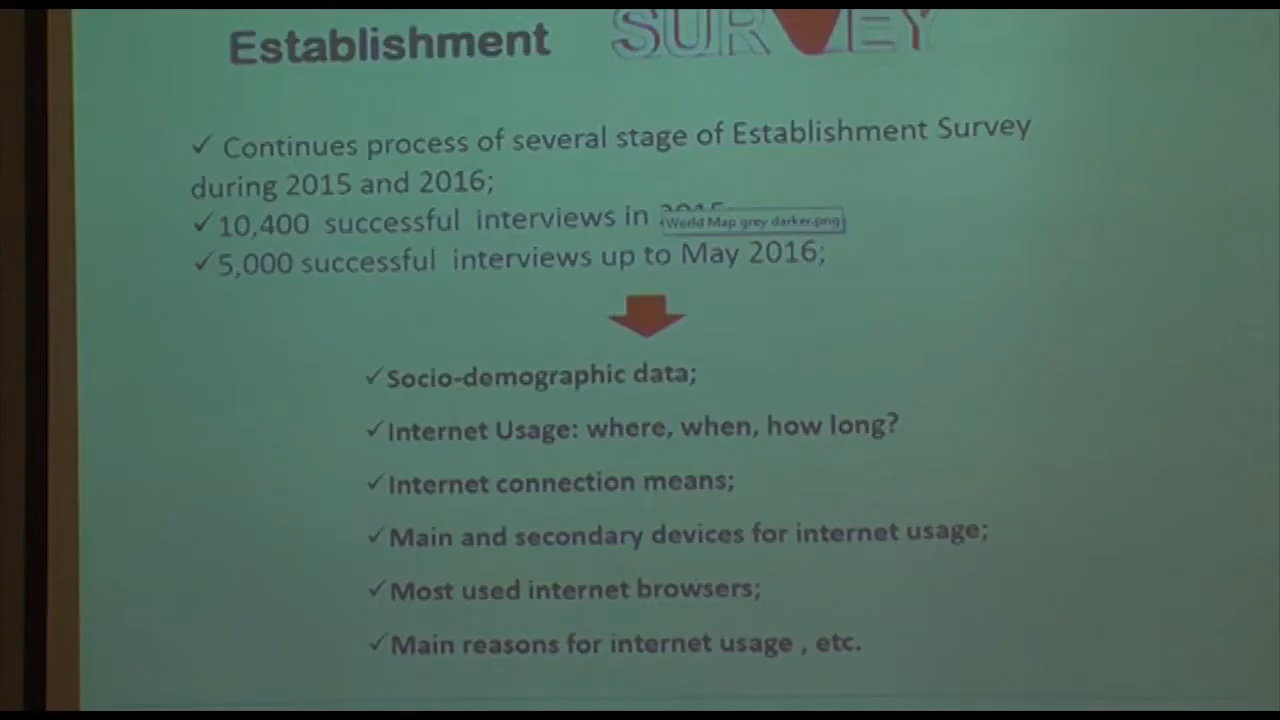 Establishment SURVEY
✓ Continues process of several stage of Establishment Survey
during 2015 and 2016;
✓10,400 successful interviews in 2015
World Map grey darker.png
✓5,000 successful interviews up to May 2016;
✓Socio-demographic data;
✓Internet Usage: where, when, how long?
✓Internet connection means;
✓Main and secondary devices for internet usage;
✓Most used internet browsers;
✓Main reasons for internet usage , etc.